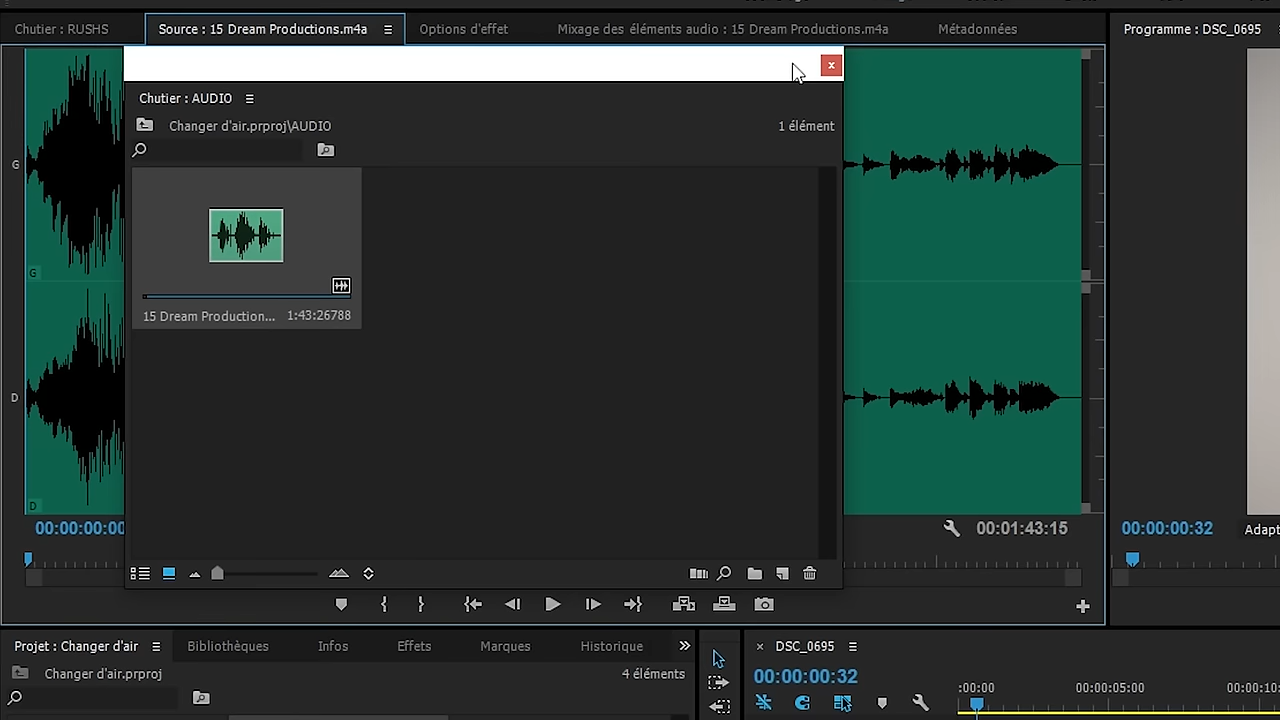 Chutier : RUSHS
Source : 15 Dream Productions.m4a
Options d'effet
Mixage des éléments audio : 15 Dream Productions.m4a
Métadonnées
Programme : DSC_0695
x
Chutier : AUDIO
Changer d'air.prproj\AUDIO
1 élément
G
G
15 Dream Production...
1:43:26788
D
D
00:00:00:00
00:01:43:15
00:00:00:32
Adapt
Projet : Changer d'air
Bibliothèques
Infos
Effets
Marques
Historique
Changer d'air.prproj
4 éléments
× DSC_0695
00:00:00:32
:00:00
00:00:05:00
00:00:10: